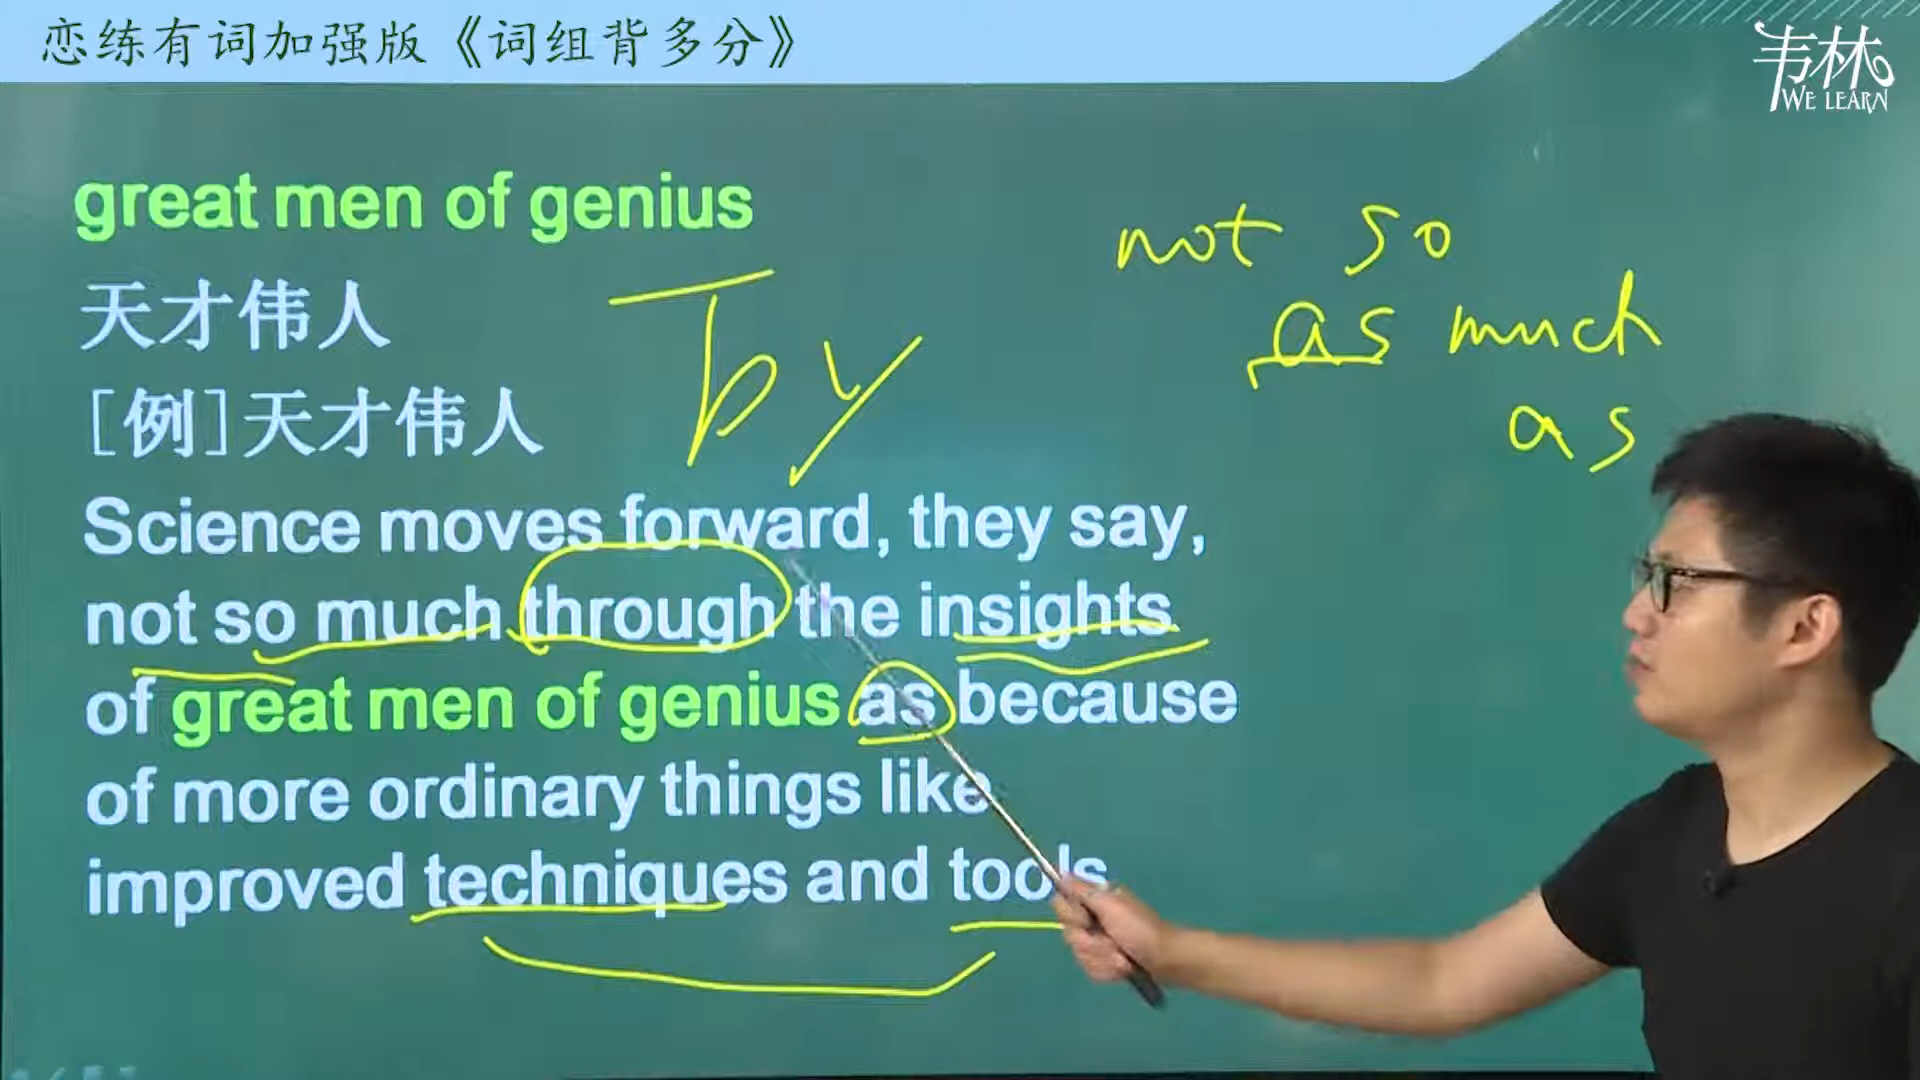 恋练有词加强版《词组背多分》
韦林
WE LEARN
great men of genius
天才伟人
[例]天才伟人
by
not so
as much
as
Science moves forward, they say,
not so much through the insights
of great men of genius as because
of more ordinary things like
improved techniques and tools